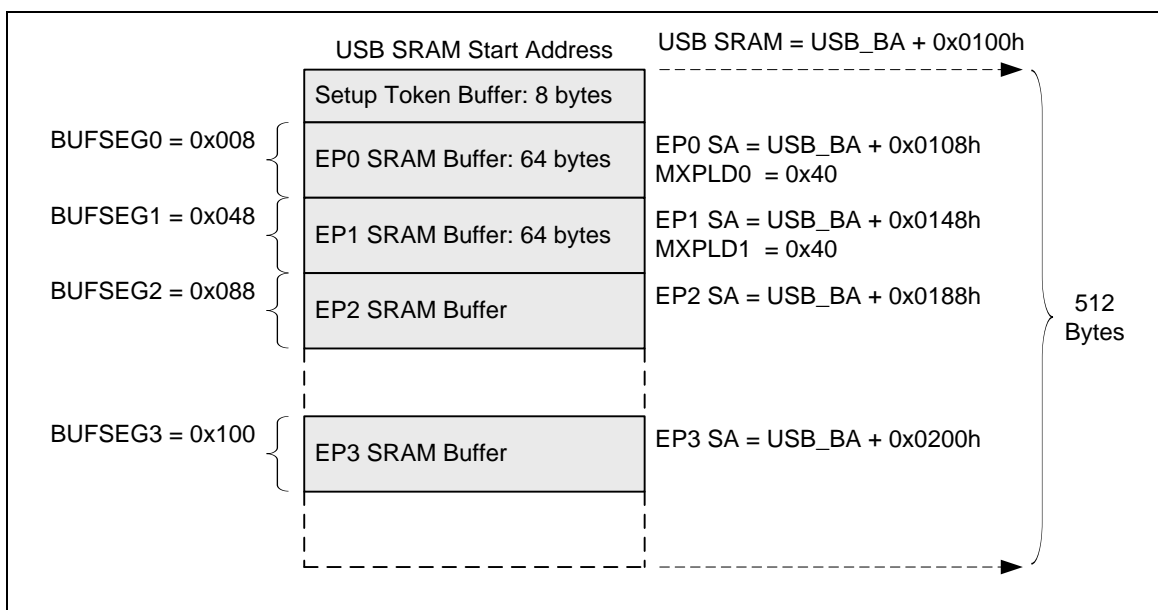 USB SRAM Start Address
USB SRAM = USB_BA + 0x0100h
Setup Token Buffer: 8 bytes
BUFSEG0 = 0x008
EP0 SRAM Buffer: 64 bytes
EP0 SA = USB_BA + 0x0108h
MXPLD0 = 0x40
BUFSEG1 = 0x048
EP1 SRAM Buffer: 64 bytes
EP1 SA = USB_BA + 0x0148h
MXPLD1 = 0x40
BUFSEG2 = 0x088
EP2 SRAM Buffer
EP2 SA = USB_BA + 0x0188h
512
Bytes
BUFSEG3 = 0x100
EP3 SRAM Buffer
EP3 SA = USB_BA + 0x0200h